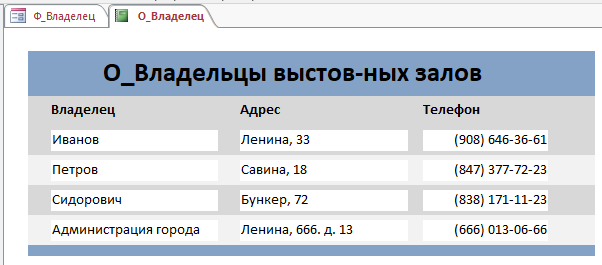 Ф_Владелец О_Владелец
О_Владельцы выстов-ных залов
Владелец Адрес Телефон
Иванов Ленина, 33 (908) 646-36-61
Петров Савина, 18 (847) 377-72-23
Сидорович Бункер, 72 (838) 171-11-23
Администрация города Ленина, 666. д. 13 (666) 013-06-66